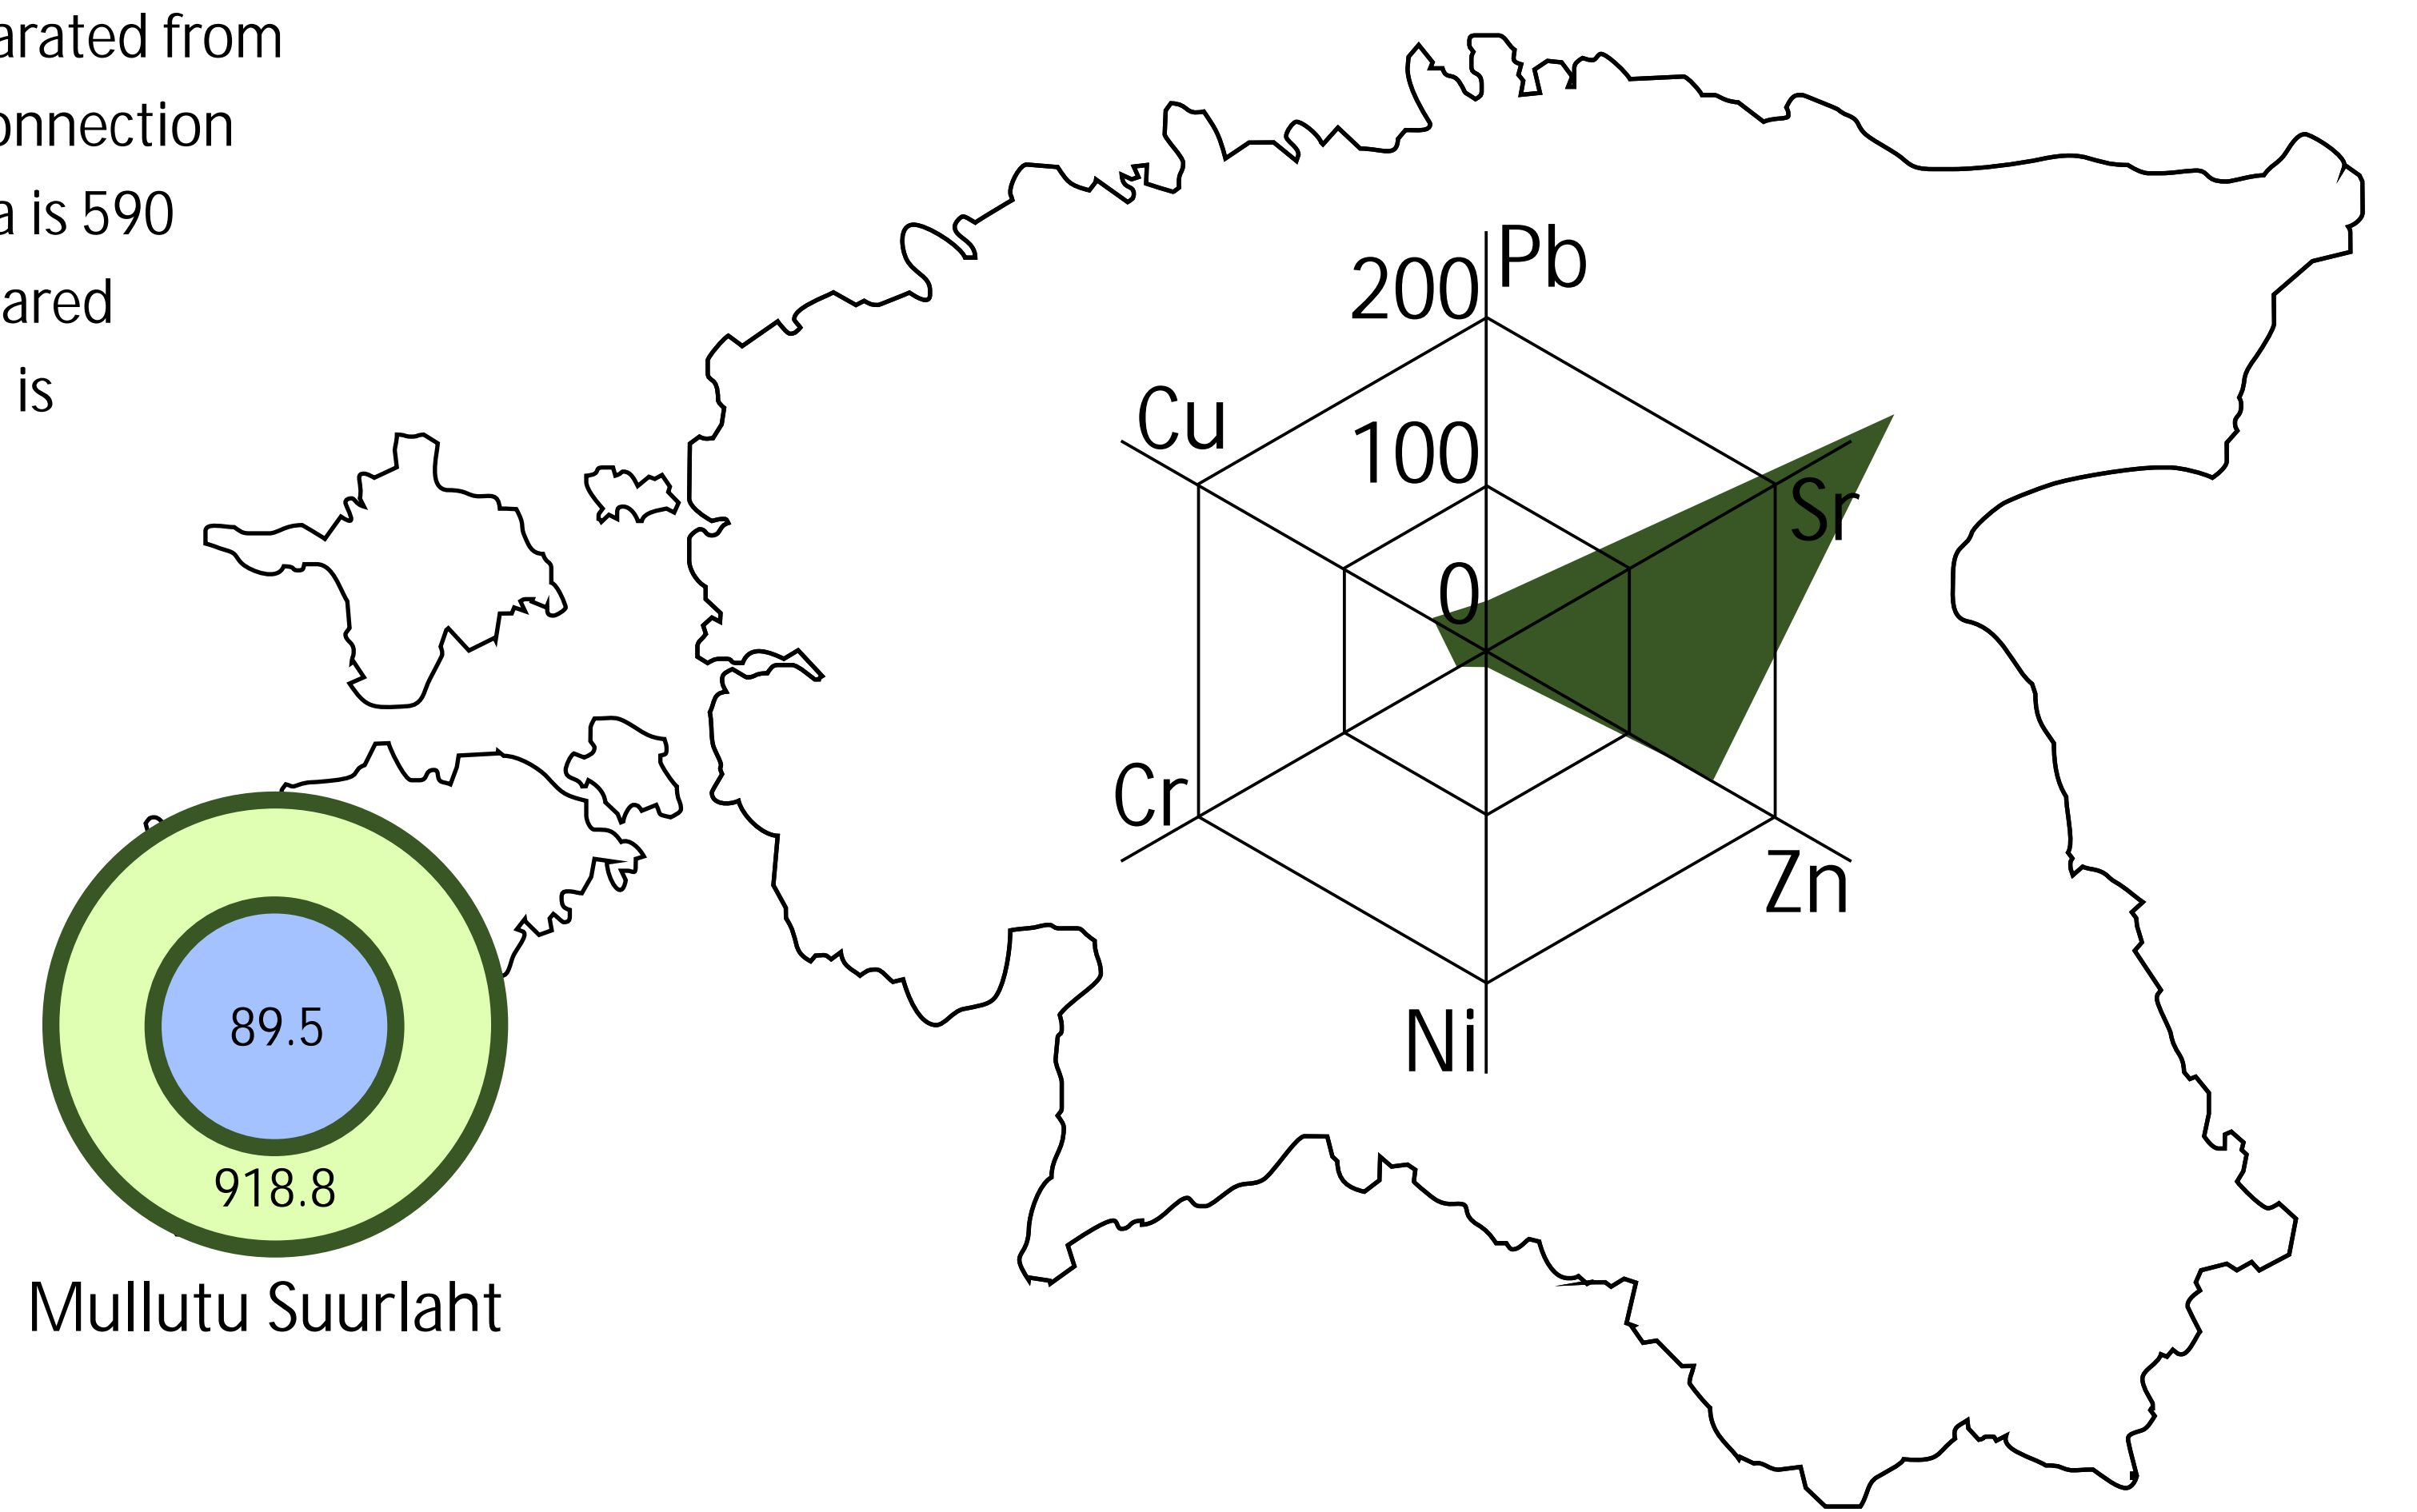 arated from
onnection
a is 590
ared
is
Pb
200
Cu
100
Sr
0
Cr
Zn
Ni
89.5
918.8
Mullutu Suurlaht